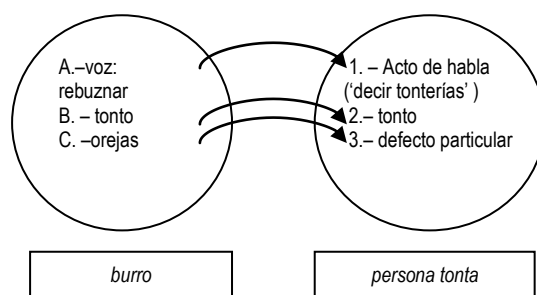 A.–voz:
rebuznar
B. – tonto
C. –orejas
1. – Acto de habla
(‘decir tonterías’ )
2.– tonto
3.– defecto particular
burro
persona tonta